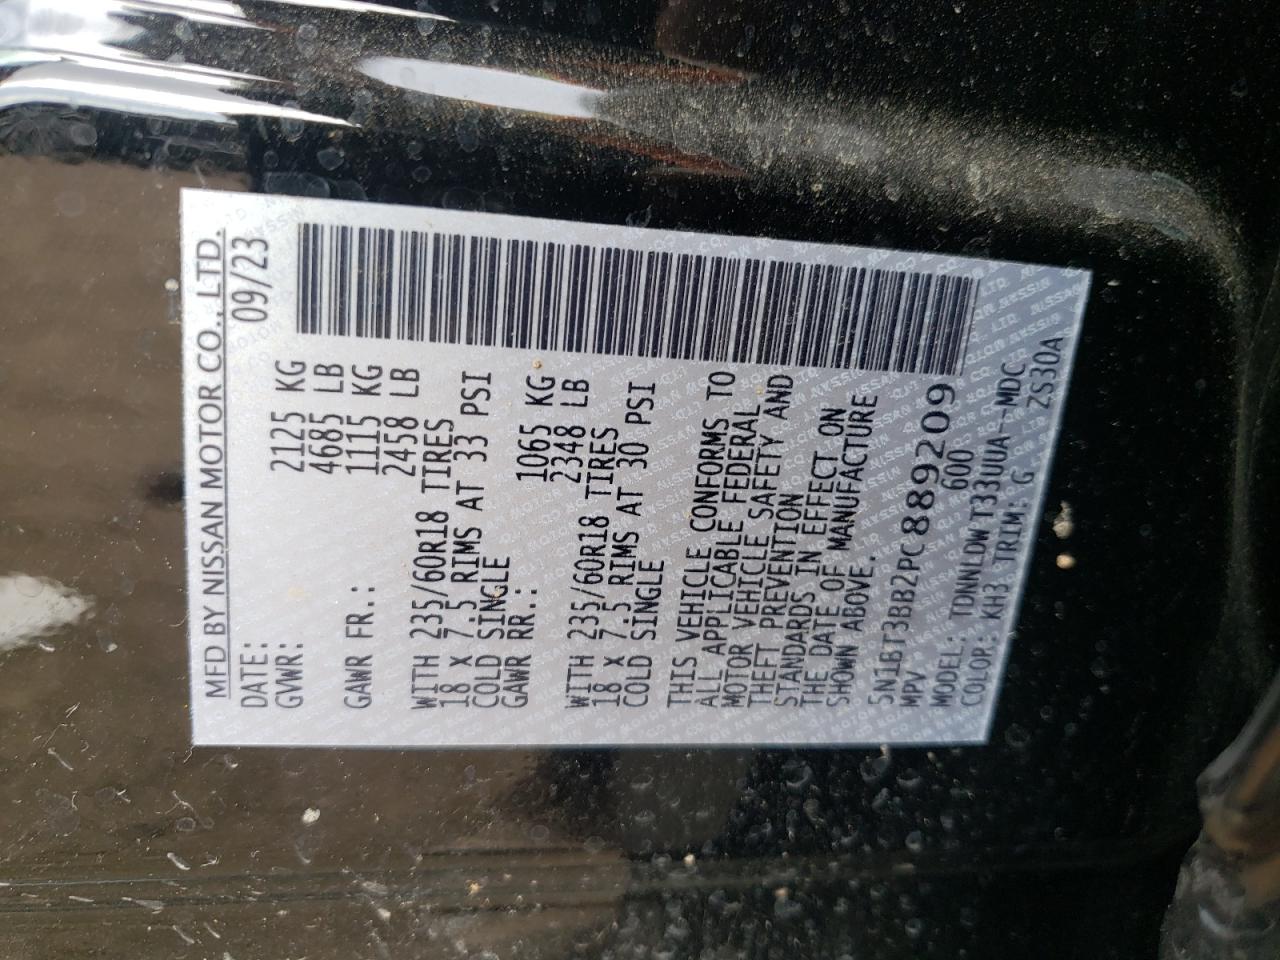 MFD BY NISSAN MOTOR CO., LTD.
DATE: 09/23
GVWR: 2125 KG
4685 LB
GAWR FR.: 1115 KG
2458 LB
WITH 235/60R18 TIRES
18 X 7.5 RIMS AT 33 PSI
COLD SINGLE
GAWR RR.: 1065 KG
2348 LB
WITH 235/60R18 TIRES
18 X 7.5 RIMS AT 30 PSI
COLD SINGLE
THIS VEHICLE CONFORMS TO
ALL APPLICABLE FEDERAL
MOTOR VEHICLE SAFETY AND
THEFT PREVENTION
STANDARDS IN EFFECT ON
THE DATE OF MANUFACTURE
SHOWN ABOVE.
5N1BT3BB2PC889209
MPV 600
MODEL: TDNNLDWT33UUA--MDC
COLOR: KH3 TRIM: G ZS30A